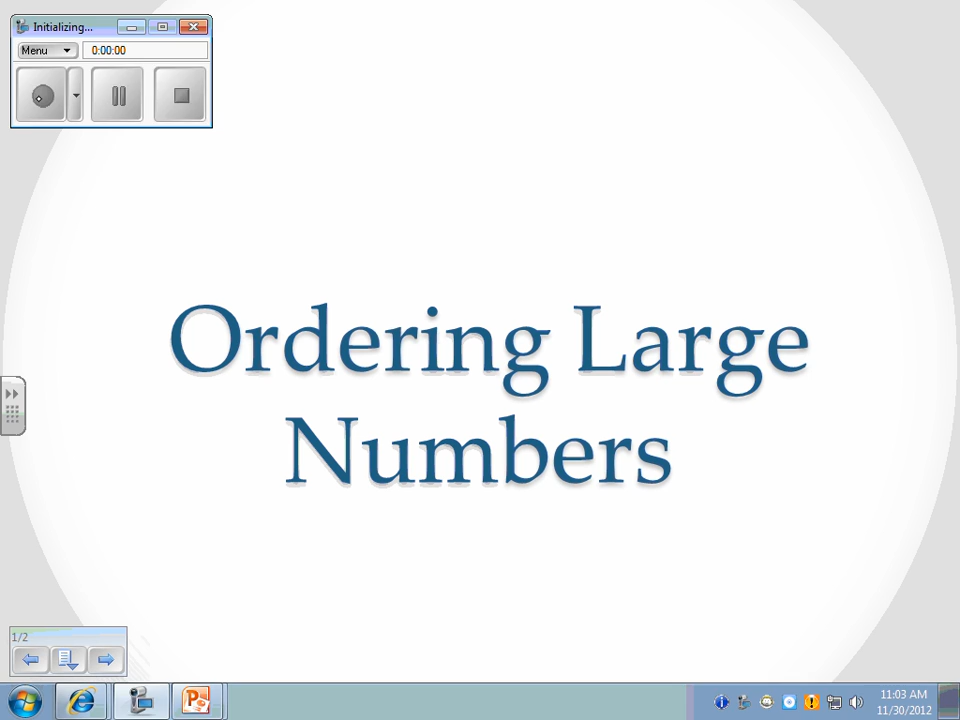 Initializing...
Menu
0:00:00
Ordering Large
Numbers
1/2
11:03 AM
11/30/2012